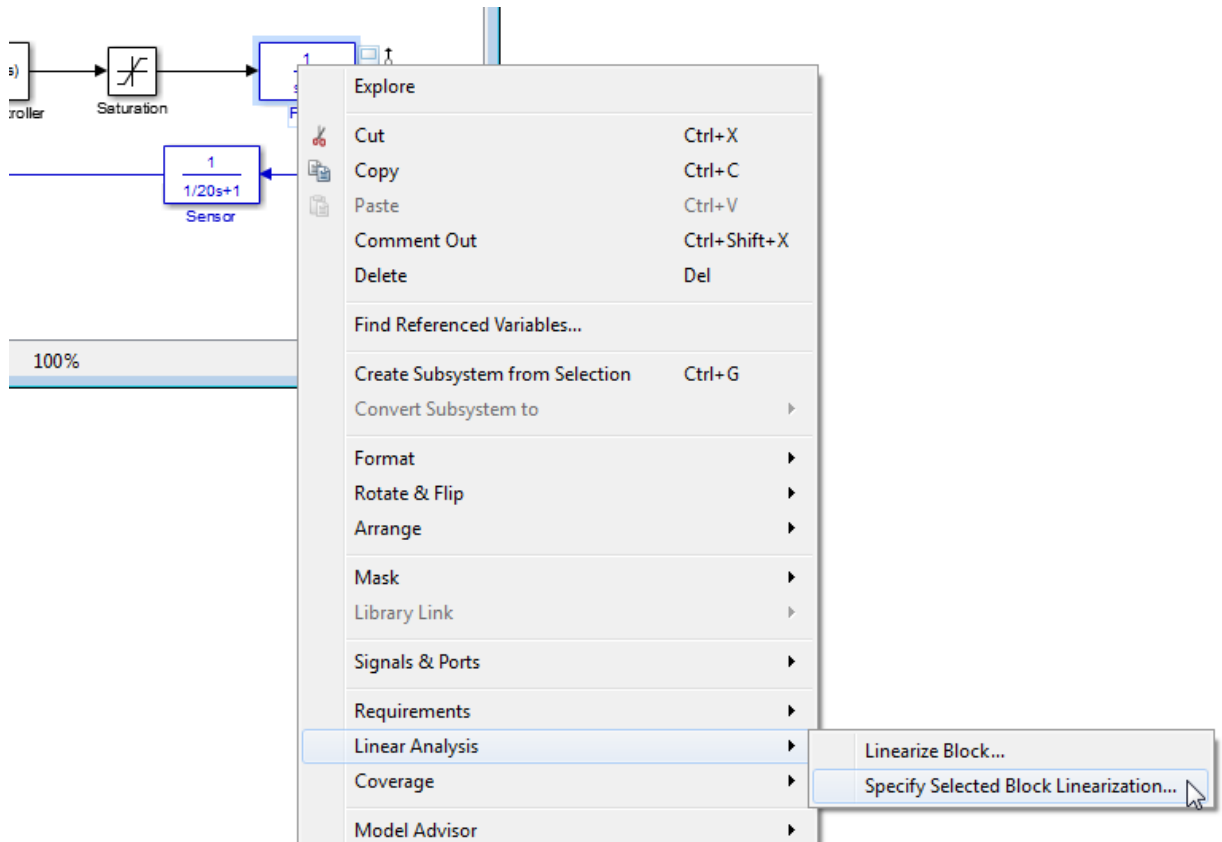 1
s)
roller
Saturation
1
1/20s+1
Sensor
100%
Explore
Cut Ctrl+X
Copy Ctrl+C
Paste Ctrl+V
Comment Out Ctrl+Shift+X
Delete Del
Find Referenced Variables...
Create Subsystem from Selection Ctrl+G
Convert Subsystem to
Format
Rotate & Flip
Arrange
Mask
Library Link
Signals & Ports
Requirements
Linear Analysis
Coverage
Model Advisor
Linearize Block...
Specify Selected Block Linearization...